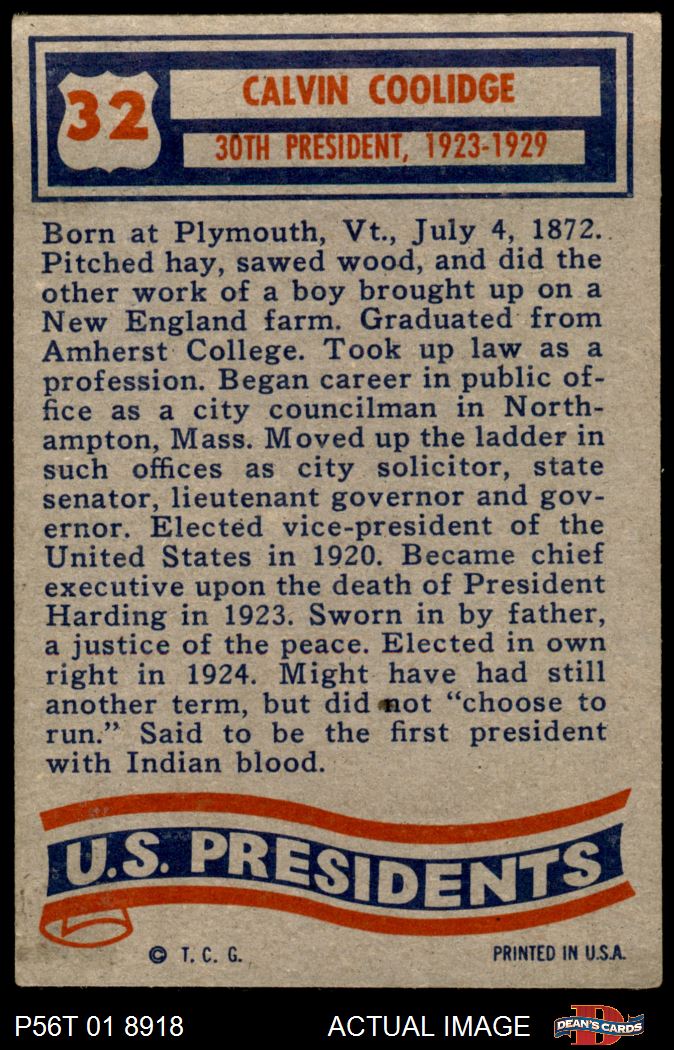 32
CALVIN COOLIDGE
30TH PRESIDENT, 1923-1929
Born at Plymouth, Vt., July 4, 1872.
Pitched hay, sawed wood, and did the
other work of a boy brought up on a
New England farm. Graduated from
Amherst College. Took up law as a
profession. Began career in public of-
fice as a city councilman in North-
ampton, Mass. Moved up the ladder in
such offices as city solicitor, state
senator, lieutenant governor and gov-
ernor. Elected vice-president of the
United States in 1920. Became chief
executive upon the death of President
Harding in 1923. Sworn in by father,
a justice of the peace. Elected in own
right in 1924. Might have had still
another term, but did not “choose to
run.” Said to be the first president
with Indian blood.
U.S. PRESIDENTS
© T. C. G.
PRINTED IN U.S.A.
P56T 01 8918
ACTUAL IMAGE
D
DEAN'S CARDS